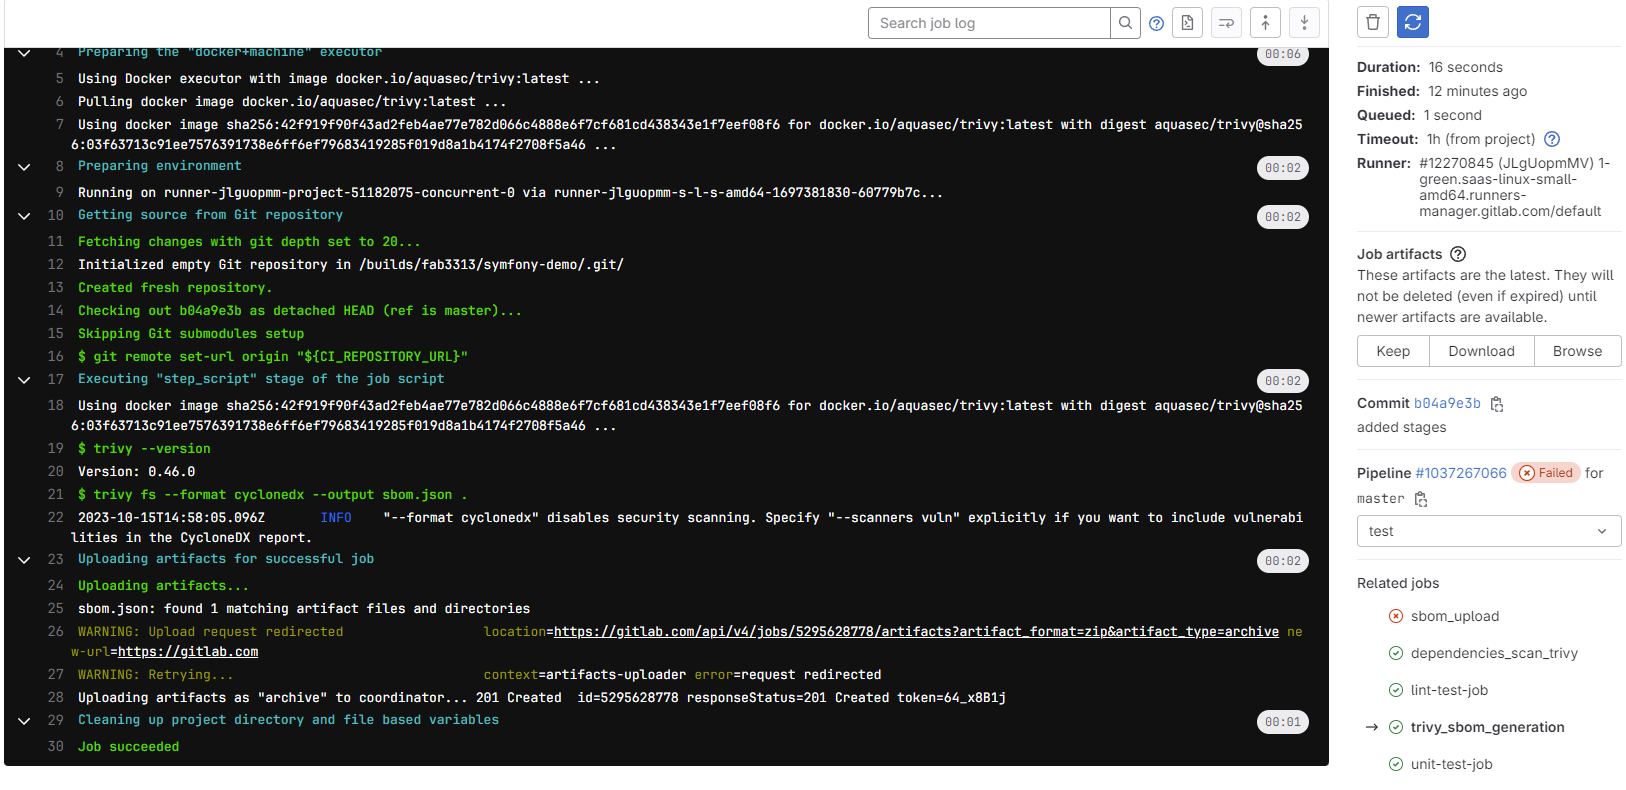 Search job log
4 Preparing the "docker+machine" executor 00:06
5 Using Docker executor with image docker.io/aquasec/trivy:latest ...
6 Pulling docker image docker.io/aquasec/trivy:latest ...
7 Using docker image sha256:42f919f90f43ad2feb4ae77e782d066c4888e6f7cf681cd438343e1f7eef08f6 for docker.io/aquasec/trivy:latest with digest aquasec/trivy@sha25
6:03f63713c91ee7576391738e6ff6ef79683419285f019d8a1b4174f2708f5a46 ...
8 Preparing environment 00:02
9 Running on runner-jlguopmm-project-51182075-concurrent-0 via runner-jlguopmm-s-l-s-amd64-1697381830-60779b7c...
10 Getting source from Git repository 00:02
11 Fetching changes with git depth set to 20...
12 Initialized empty Git repository in /builds/fab3313/symfony-demo/.git/
13 Created fresh repository.
14 Checking out b04a9e3b as detached HEAD (ref is master)...
15 Skipping Git submodules setup
16 $ git remote set-url origin "${CI_REPOSITORY_URL}"
17 Executing "step_script" stage of the job script 00:02
18 Using docker image sha256:42f919f90f43ad2feb4ae77e782d066c4888e6f7cf681cd438343e1f7eef08f6 for docker.io/aquasec/trivy:latest with digest aquasec/trivy@sha25
6:03f63713c91ee7576391738e6ff6ef79683419285f019d8a1b4174f2708f5a46 ...
19 $ trivy --version
20 Version: 0.46.0
21 $ trivy fs --format cyclonedx --output sbom.json .
22 2023-10-15T14:58:05.096Z INFO "--format cyclonedx" disables security scanning. Specify "--scanners vuln" explicitly if you want to include vulnerabi
lities in the CycloneDX report.
23 Uploading artifacts for successful job 00:02
24 Uploading artifacts...
25 sbom.json: found 1 matching artifact files and directories
26 WARNING: Upload request redirected location=https://gitlab.com/api/v4/jobs/5295628778/artifacts?artifact_format=zip&artifact_type=archive ne
w-url=https://gitlab.com
27 WARNING: Retrying... context=artifacts-uploader error=request redirected
28 Uploading artifacts as "archive" to coordinator... 201 Created id=5295628778 responseStatus=201 Created token=64_x8B1j
29 Cleaning up project directory and file based variables 00:01
30 Job succeeded
Duration: 16 seconds
Finished: 12 minutes ago
Queued: 1 second
Timeout: 1h (from project)
Runner: #12270845 (JLgUopmMV) 1-
green.saas-linux-small-
amd64.runners-
manager.gitlab.com/default
Job artifacts
These artifacts are the latest. They will
not be deleted (even if expired) until
newer artifacts are available.
Keep Download Browse
Commit b04a9e3b
added stages
Pipeline #1037267066 Failed for
master
test
Related jobs
sbom_upload
dependencies_scan_trivy
lint-test-job
trivy_sbom_generation
unit-test-job